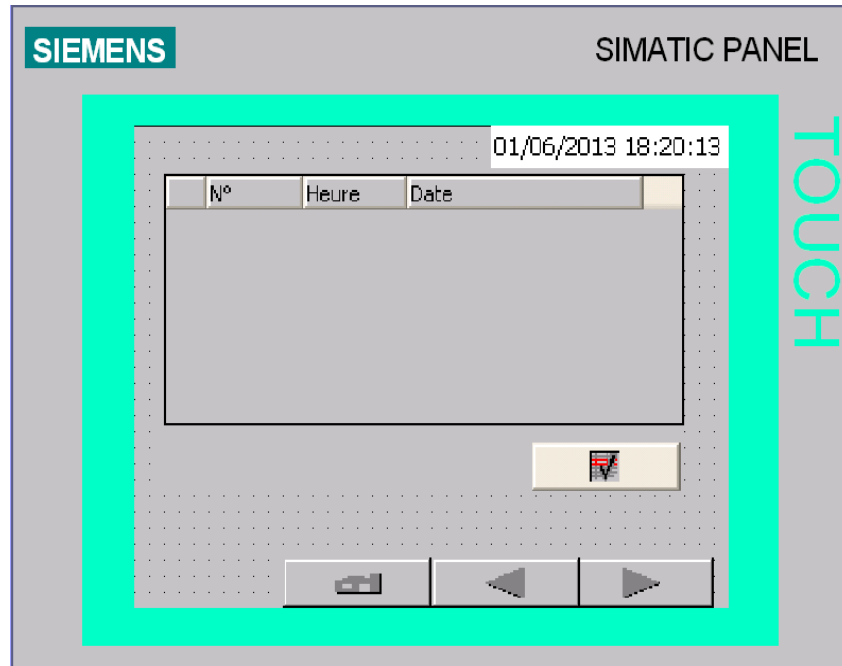 SIEMENS
SIMATIC PANEL
TOUCH
01/06/2013 18:20:13
N° Heure Date